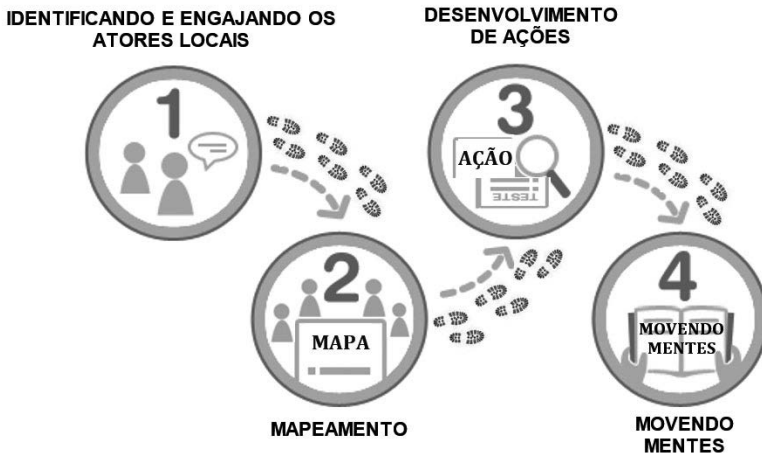 IDENTIFICANDO E ENGAJANDO OS
ATORES LOCAIS
1
MAPEAMENTO
2
MAPA
DESENVOLVIMENTO
DE AÇÕES
3
AÇÃO
TESTE
4
MOVENDO
MENTES
MOVENDO
MENTES